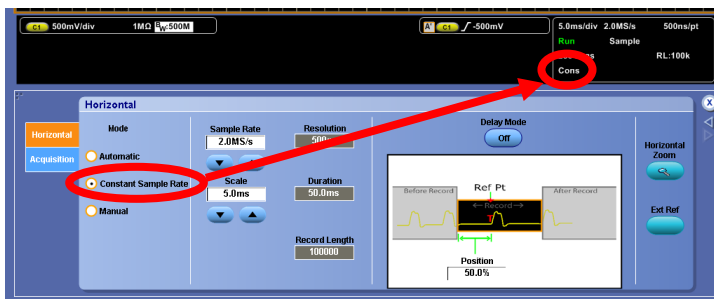 C1 500mV/div 1MΩ BW:500M
A' C1 -500mV
5.0ms/div 2.0MS/s 500ns/pt
Run Sample
RL:100k
Cons
Horizontal
Horizontal
Acquisition
Mode
Automatic
Constant Sample Rate
Manual
Sample Rate
2.0MS/s
Scale
5.0ms
Resolution
Duration
50.0ms
Record Length
100000
Delay Mode
Off
Before Record
Ref Pt
Record
After Record
Position
50.0%
Horizontal
Zoom
Ext Ref
X